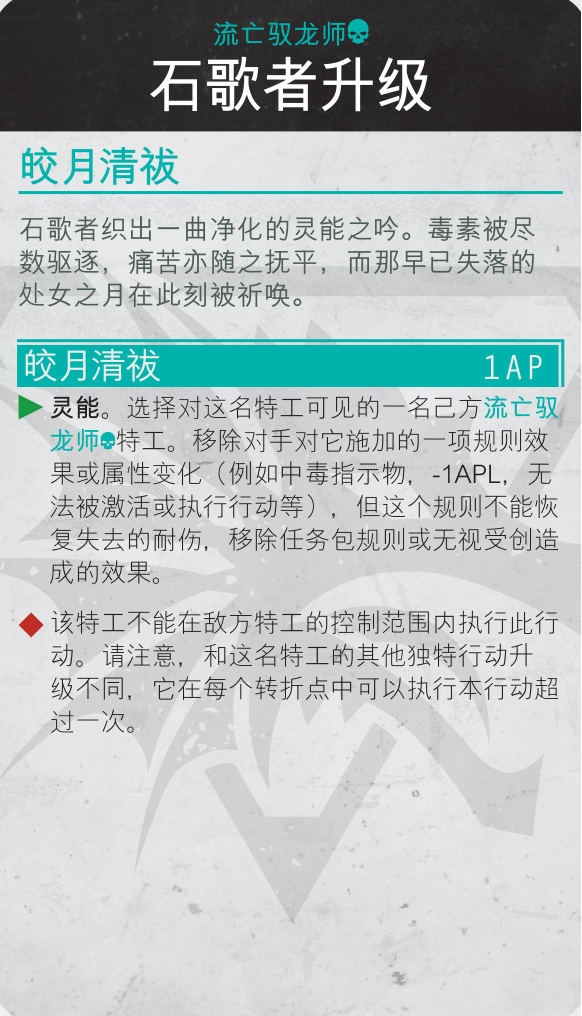 流亡驭龙师
石歌者升级
皎月清祓
石歌者织出一曲净化的灵能之吟。毒素被尽
数驱逐，痛苦亦随之抚平，而那早已失落的
处女之月在此刻被祈唤。
皎月清祓 1AP
灵能。选择对这名特工可见的一名己方流亡驭
龙师特工。移除对手对它施加的一项规则效
果或属性变化（例如中毒指示物，-1APL，无
法被激活或执行行动等），但这个规则不能恢
复失去的耐伤，移除任务包规则或无视受创造
成的效果。
该特工不能在敌方特工的控制范围内执行此行
动。请注意，和这名特工的其他独特行动升
级不同，它在每个转折点中可以执行本行动超
过一次。